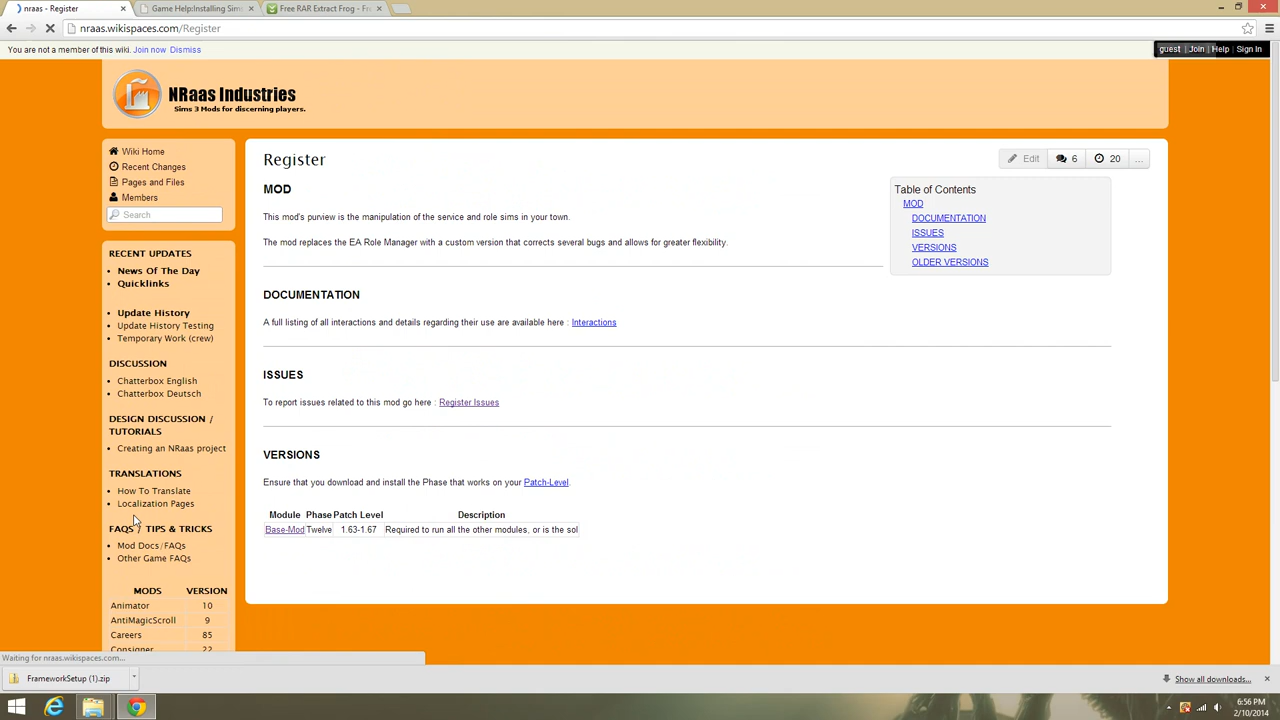 nraas - Register
Game Help:Installing Sim
Free RAR Extract Frog - Fr
nraas.wikispaces.com/Register
You are not a member of this wiki. Join now Dismiss
guest | Join | Help | Sign In
NRaas Industries
Sims 3 Mods for discerning players.
Wiki Home
Recent Changes
Pages and Files
Members
Search
RECENT UPDATES
News Of The Day
Quicklinks
Update History
Update History Testing
Temporary Work (crew)
DISCUSSION
Chatterbox English
Chatterbox Deutsch
DESIGN DISCUSSION /
TUTORIALS
Creating an NRaas project
TRANSLATIONS
How To Translate
Localization Pages
FAQS / TIPS & TRICKS
Mod Docs/FAQs
Other Game FAQs
MODS VERSION
Animator 10
AntiMagicScroll 9
Careers 85
Consigner 22
Register
Edit 6 20 ...
MOD
This mod's purview is the manipulation of the service and role sims in your town.
The mod replaces the EA Role Manager with a custom version that corrects several bugs and allows for greater flexibility.
Table of Contents
MOD
DOCUMENTATION
ISSUES
VERSIONS
OLDER VERSIONS
DOCUMENTATION
A full listing of all interactions and details regarding their use are available here : Interactions
ISSUES
To report issues related to this mod go here : Register Issues
VERSIONS
Ensure that you download and install the Phase that works on your Patch-Level.
Module Phase Patch Level Description
Base-Mod Twelve 1.63-1.67 Required to run all the other modules, or is the sol
Waiting for nraas.wikispaces.com...
FrameworkSetup (1).zip
Show all downloads...
6:56 PM
2/10/2014